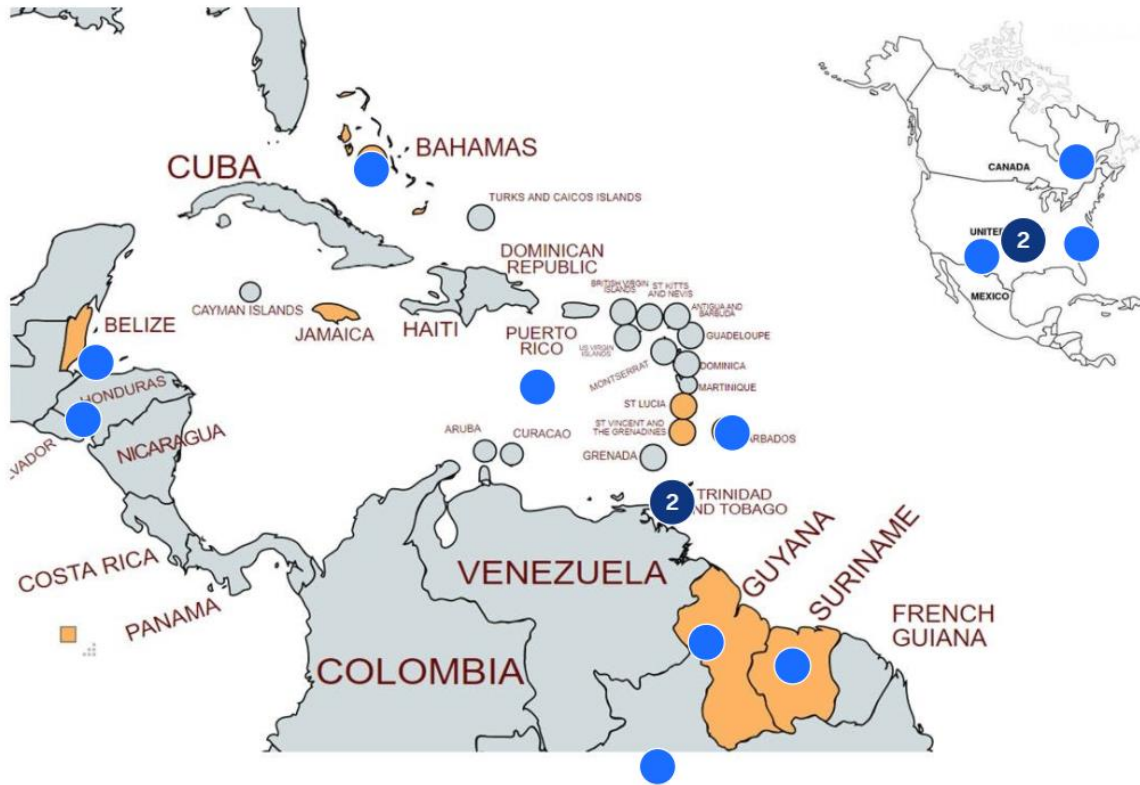 CANADA
BAHAMAS
CUBA
TURKS AND CAICOS ISLANDS
UNITED
2
DOMINICAN
REPUBLIC
BRITISH VIRGIN
ISLANDS
ST KITTS
AND NEVIS
MEXICO
CAYMAN ISLANDS
ANTIGUA AND
BARBUDA
BELIZE
JAMAICA
HAITI
PUERTO
RICO
US VIRGIN
ISLANDS
GUADELOUPE
MONTSERRAT
DOMINICA
MARTINIQUE
HONDURAS
ST LUCIA
ST VINCENT AND
THE GRENADINES
ARUBA
CURACAO
ARBADOS
LVADOR
NICARAGUA
GRENADA
2
TRINIDAD
ND TOBAGO
COSTA RICA
VENEZUELA
GUYANA
SURINAME
PANAMA
FRENCH
GUIANA
COLOMBIA